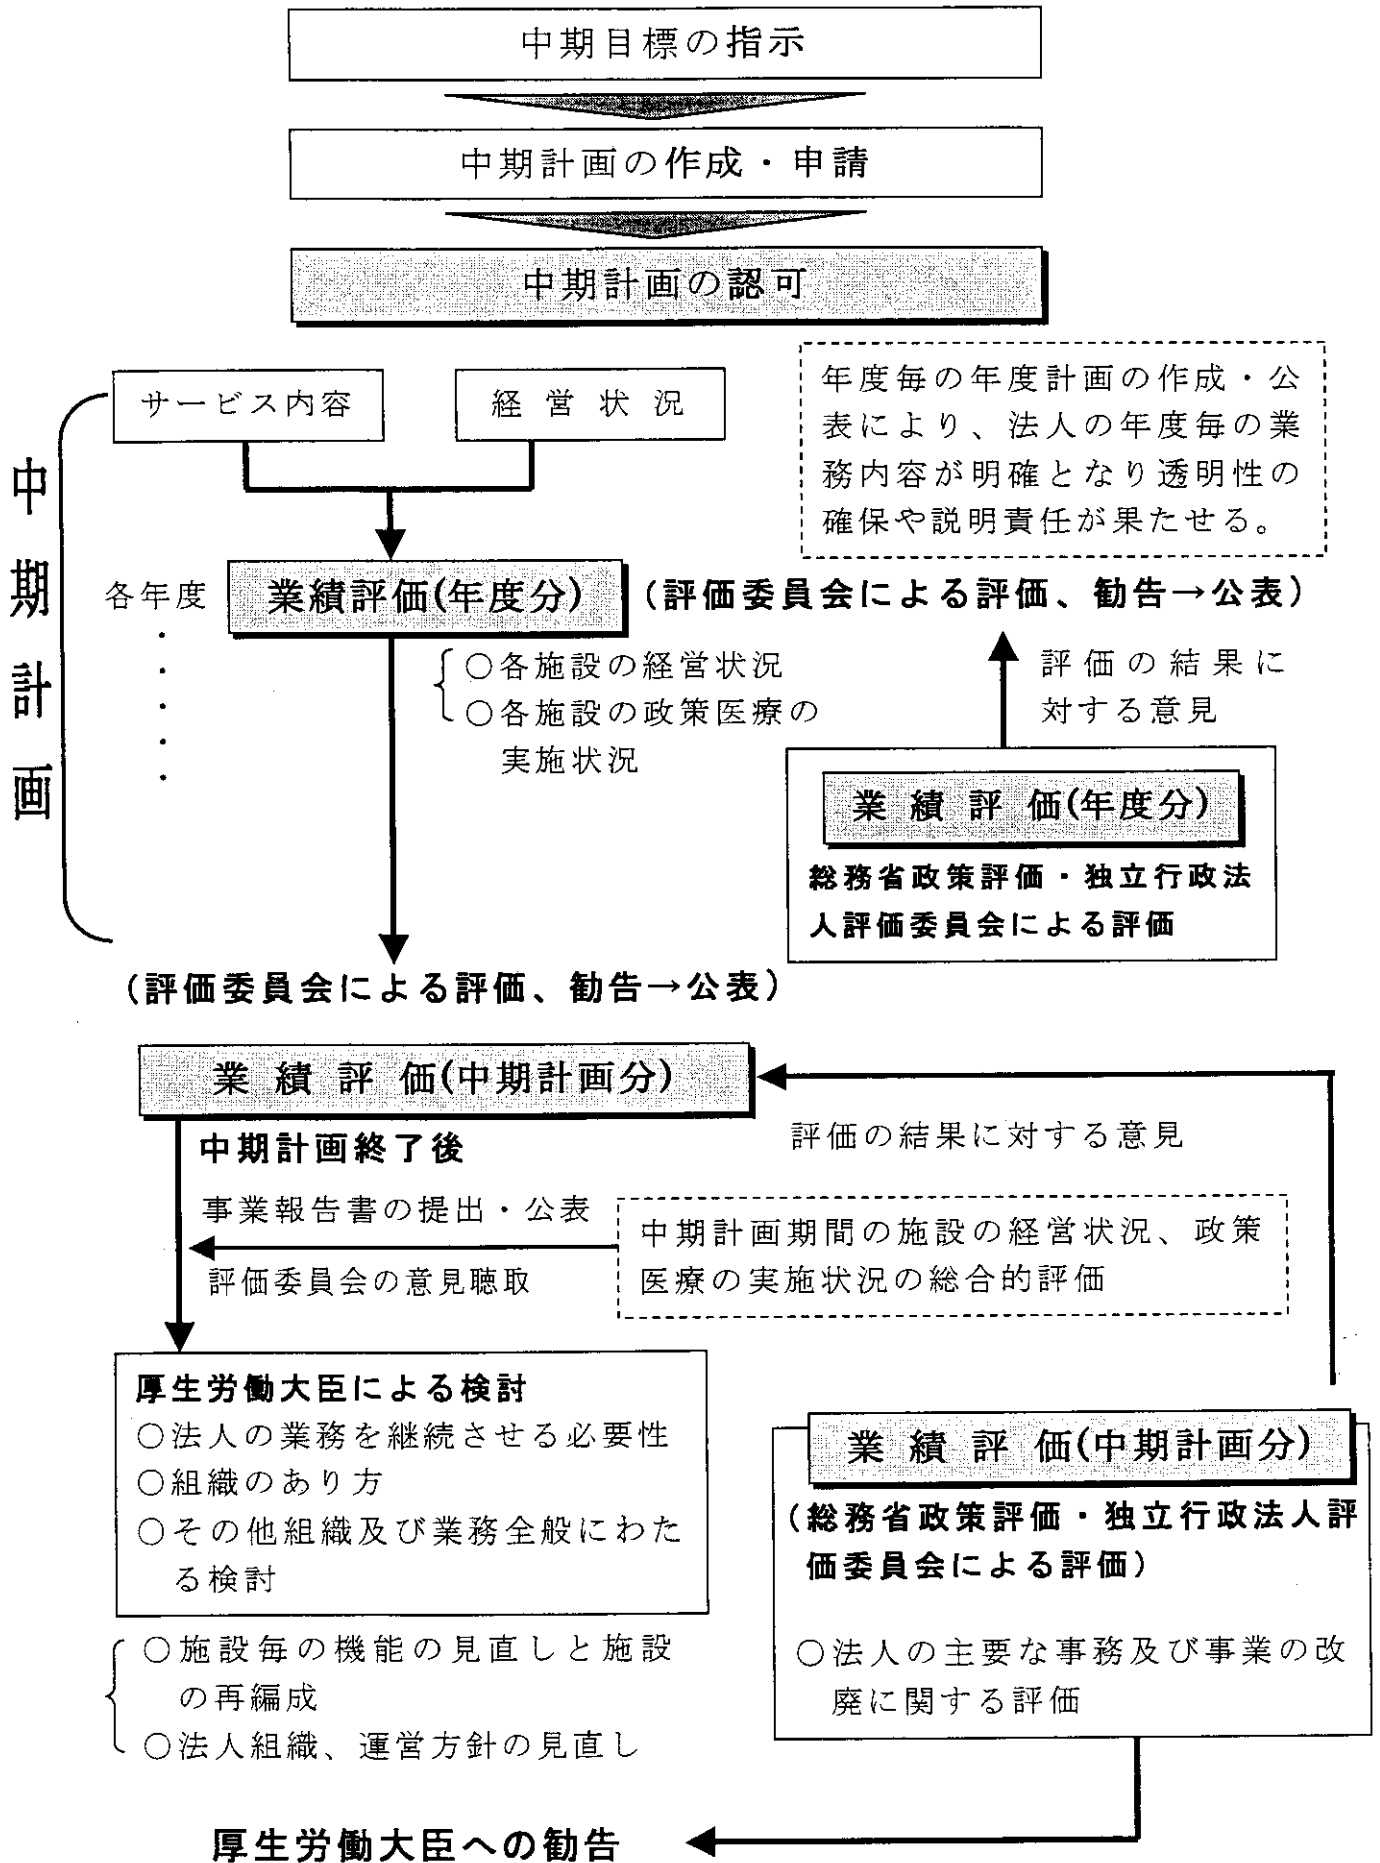 中期目標の指示
中期計画の作成・申請
中期計画の認可
中期計画
サービス内容
経営状況
年度毎の年度計画の作成・公
表により、法人の年度毎の業
務内容が明確となり透明性の
確保や説明責任が果たせる。
各年度
・
・
・
・
・
業績評価(年度分)
(評価委員会による評価、勧告→公表)
○各施設の経営状況
○各施設の政策医療の
実施状況
評価の結果に
対する意見
業績評価(年度分)
総務省政策評価・独立行政法
人評価委員会による評価
(評価委員会による評価、勧告→公表)
業績評価(中期計画分)
中期計画終了後
評価の結果に対する意見
事業報告書の提出・公表
評価委員会の意見聴取
中期計画期間の施設の経営状況、政策
医療の実施状況の総合的評価
厚生労働大臣による検討
○法人の業務を継続させる必要性
○組織のあり方
○その他組織及び業務全般にわた
る検討
○施設毎の機能の見直しと施設
の再編成
○法人組織、運営方針の見直し
業績評価(中期計画分)
(総務省政策評価・独立行政法人評
価委員会による評価)
○法人の主要な事務及び事業の改
廃に関する評価
厚生労働大臣への勧告